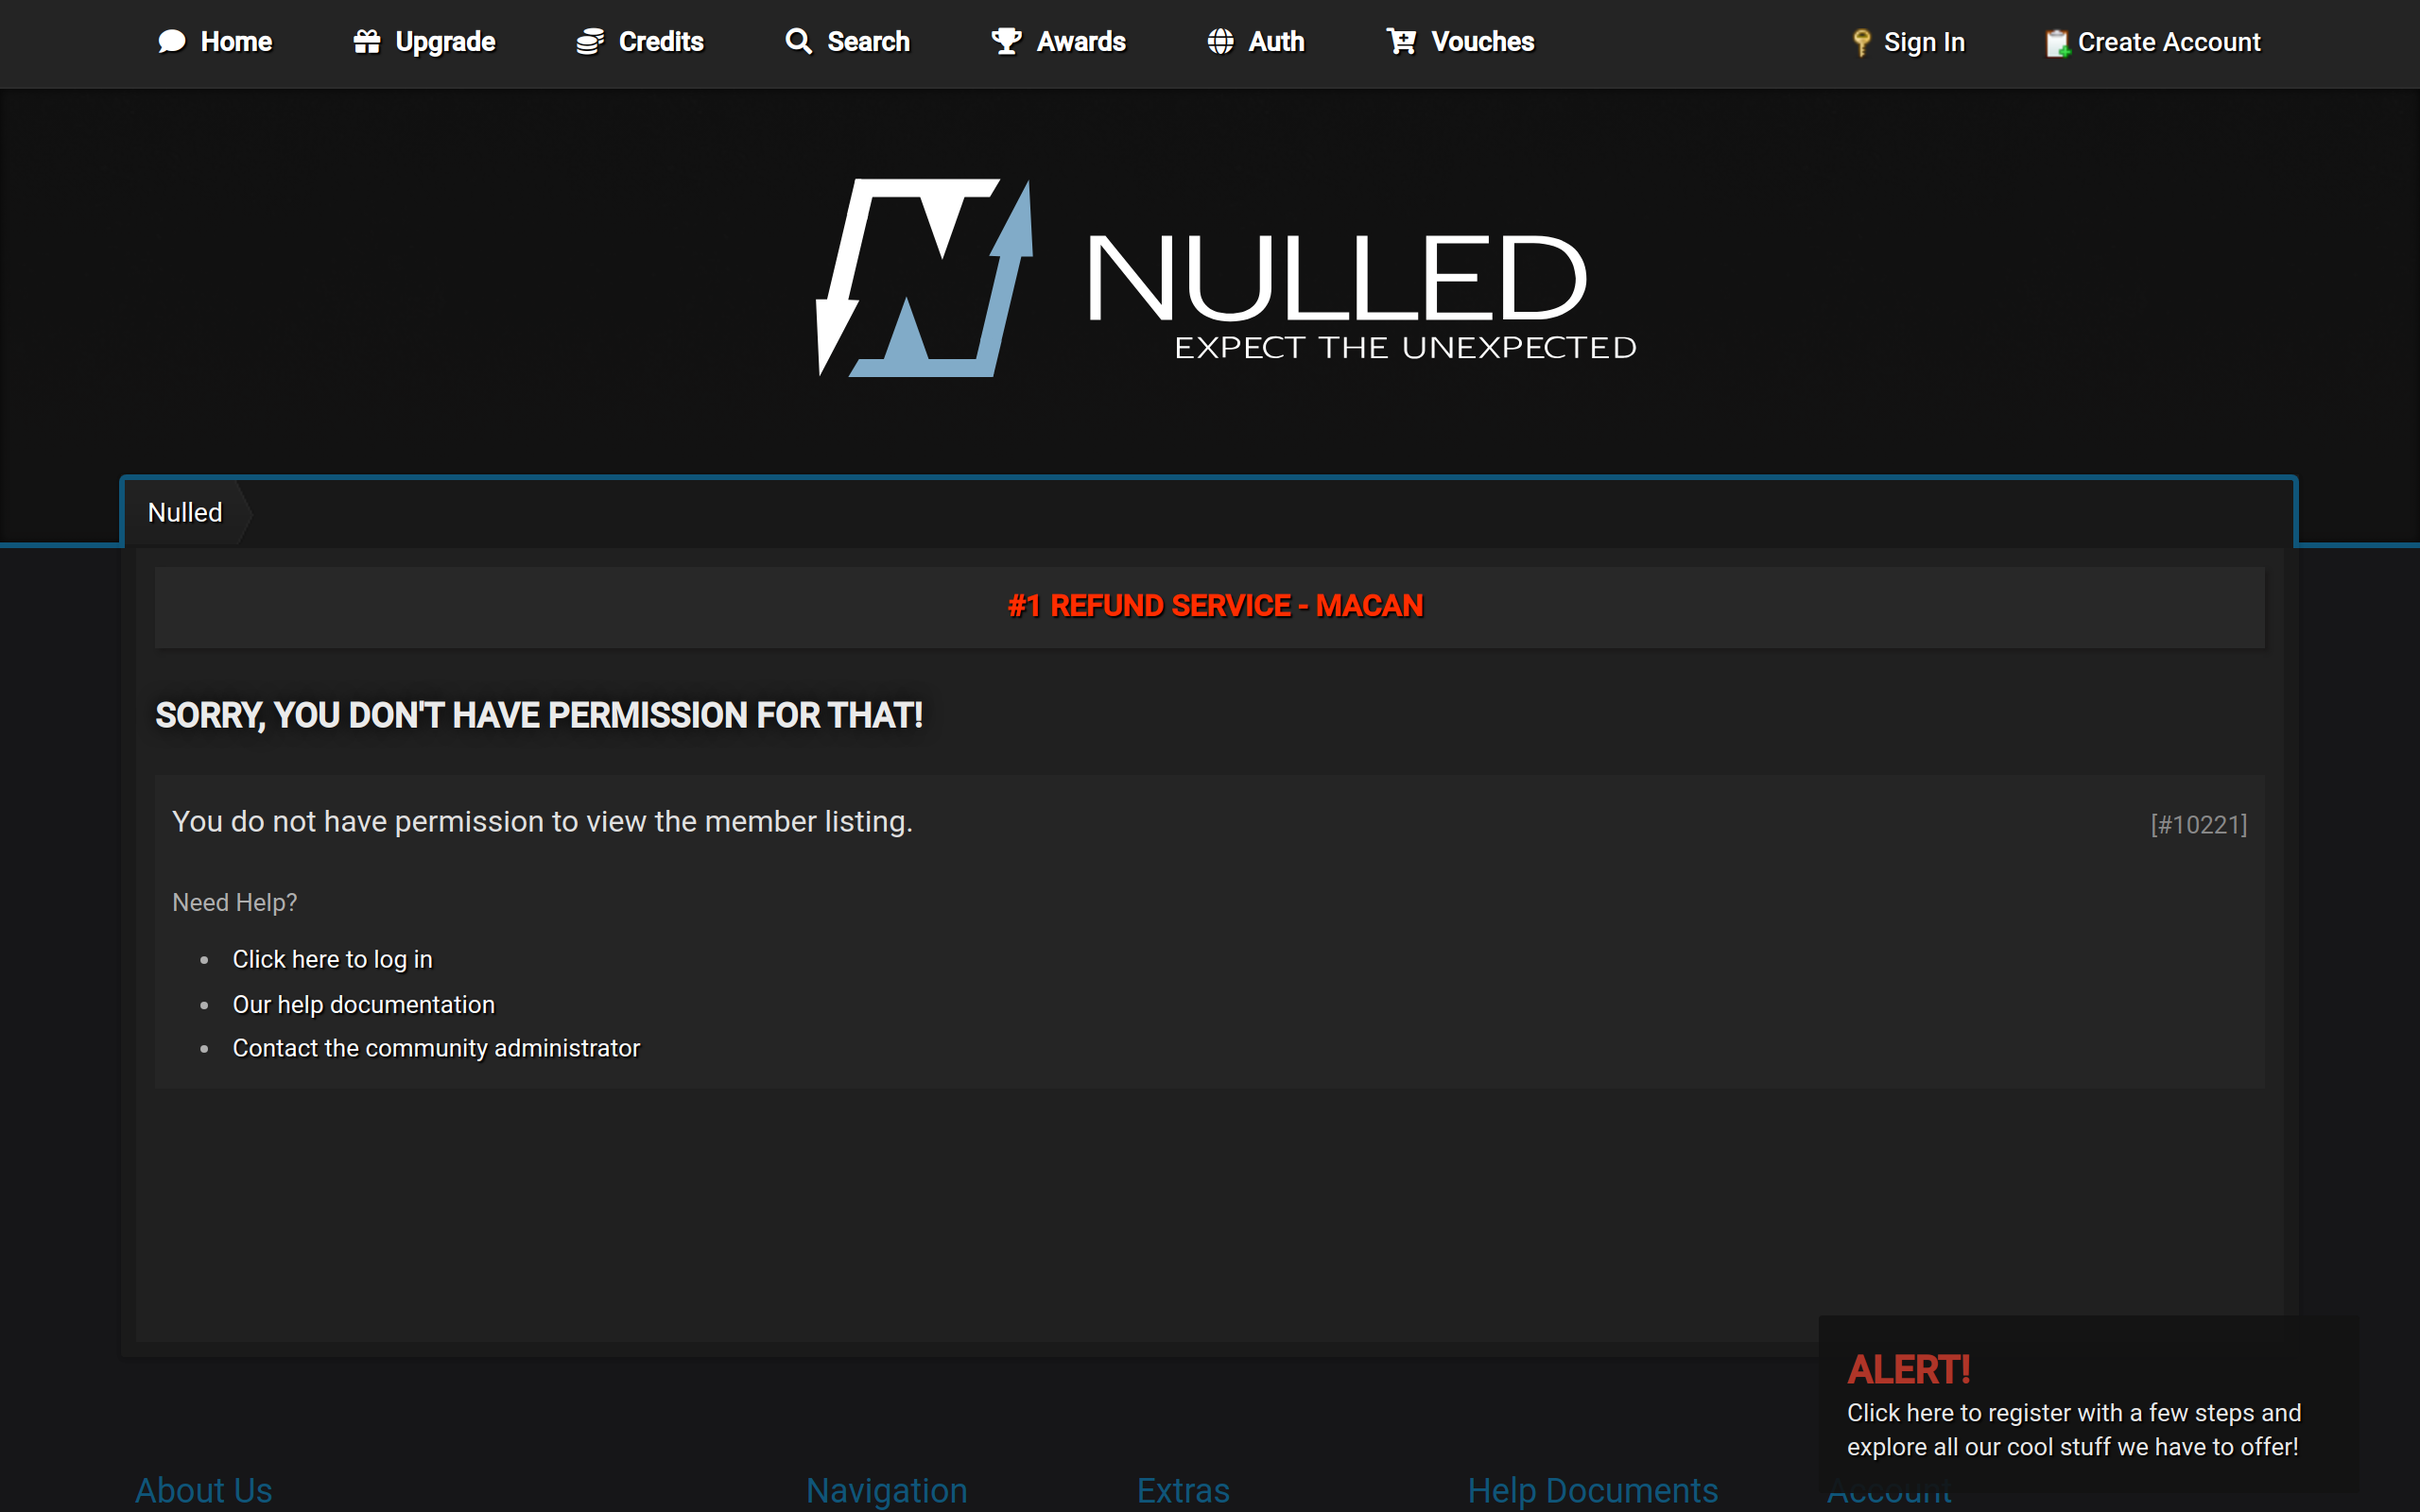 Home Upgrade Credits Search Awards Auth Vouches Sign In Create Account
NULLED
EXPECT THE UNEXPECTED
Nulled
#1 REFUND SERVICE - MACAN
SORRY, YOU DON'T HAVE PERMISSION FOR THAT!
You do not have permission to view the member listing. [#10221]
Need Help?
Click here to log in
Our help documentation
Contact the community administrator
ALERT!
Click here to register with a few steps and
explore all our cool stuff we have to offer!
About Us Navigation Extras Help Documents Account